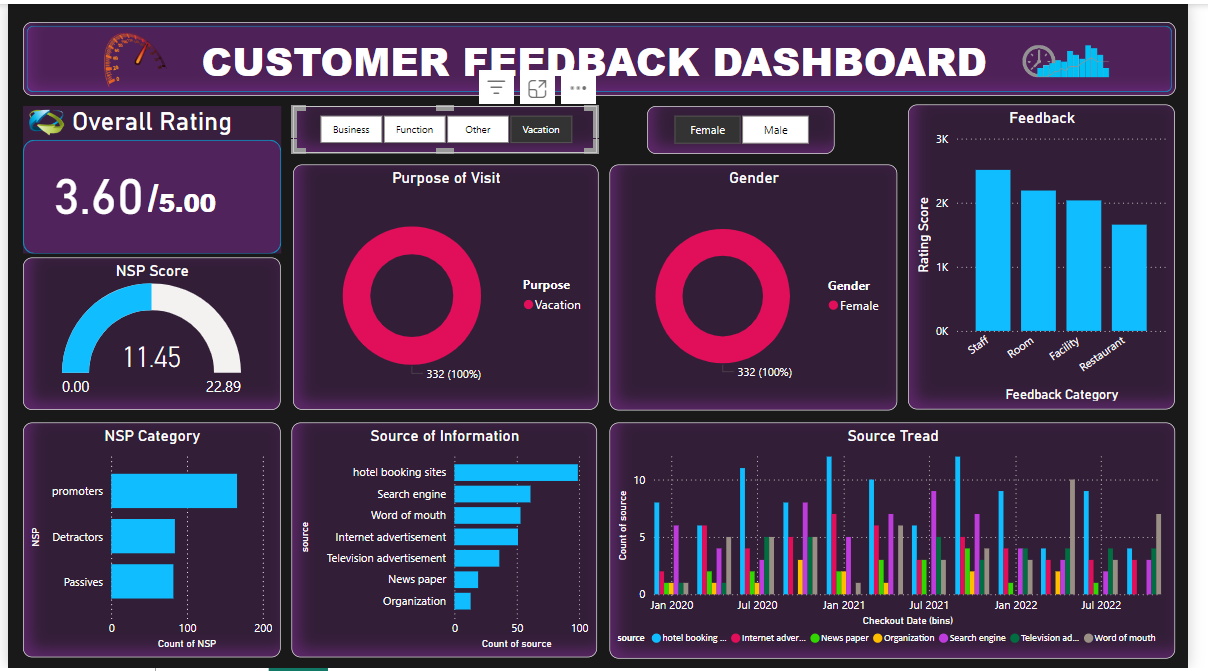 CUSTOMER FEEDBACK DASHBOARD
Overall Rating
3.60/5.00
Business
Function
Other
Vacation
Female
Male
NSP Score
11.45
0.00
22.89
Purpose of Visit
Purpose
Vacation
332 (100%)
Gender
Gender
Female
332 (100%)
Feedback
Rating Score
3K
2K
1K
0K
Staff
Room
Facility
Restaurant
Feedback Category
NSP Category
NSP
promoters
Detractors
Passives
0
100
200
Count of NSP
Source of Information
source
hotel booking sites
Search engine
Word of mouth
Internet advertisement
Television advertisement
News paper
Organization
0
50
100
Count of source
Source Tread
Count of source
10
5
0
Jan 2020
Jul 2020
Jan 2021
Jul 2021
Jan 2022
Jul 2022
Checkout Date (bins)
source
hotel booking ...
Internet adver...
News paper
Organization
Search engine
Television ad...
Word of mouth